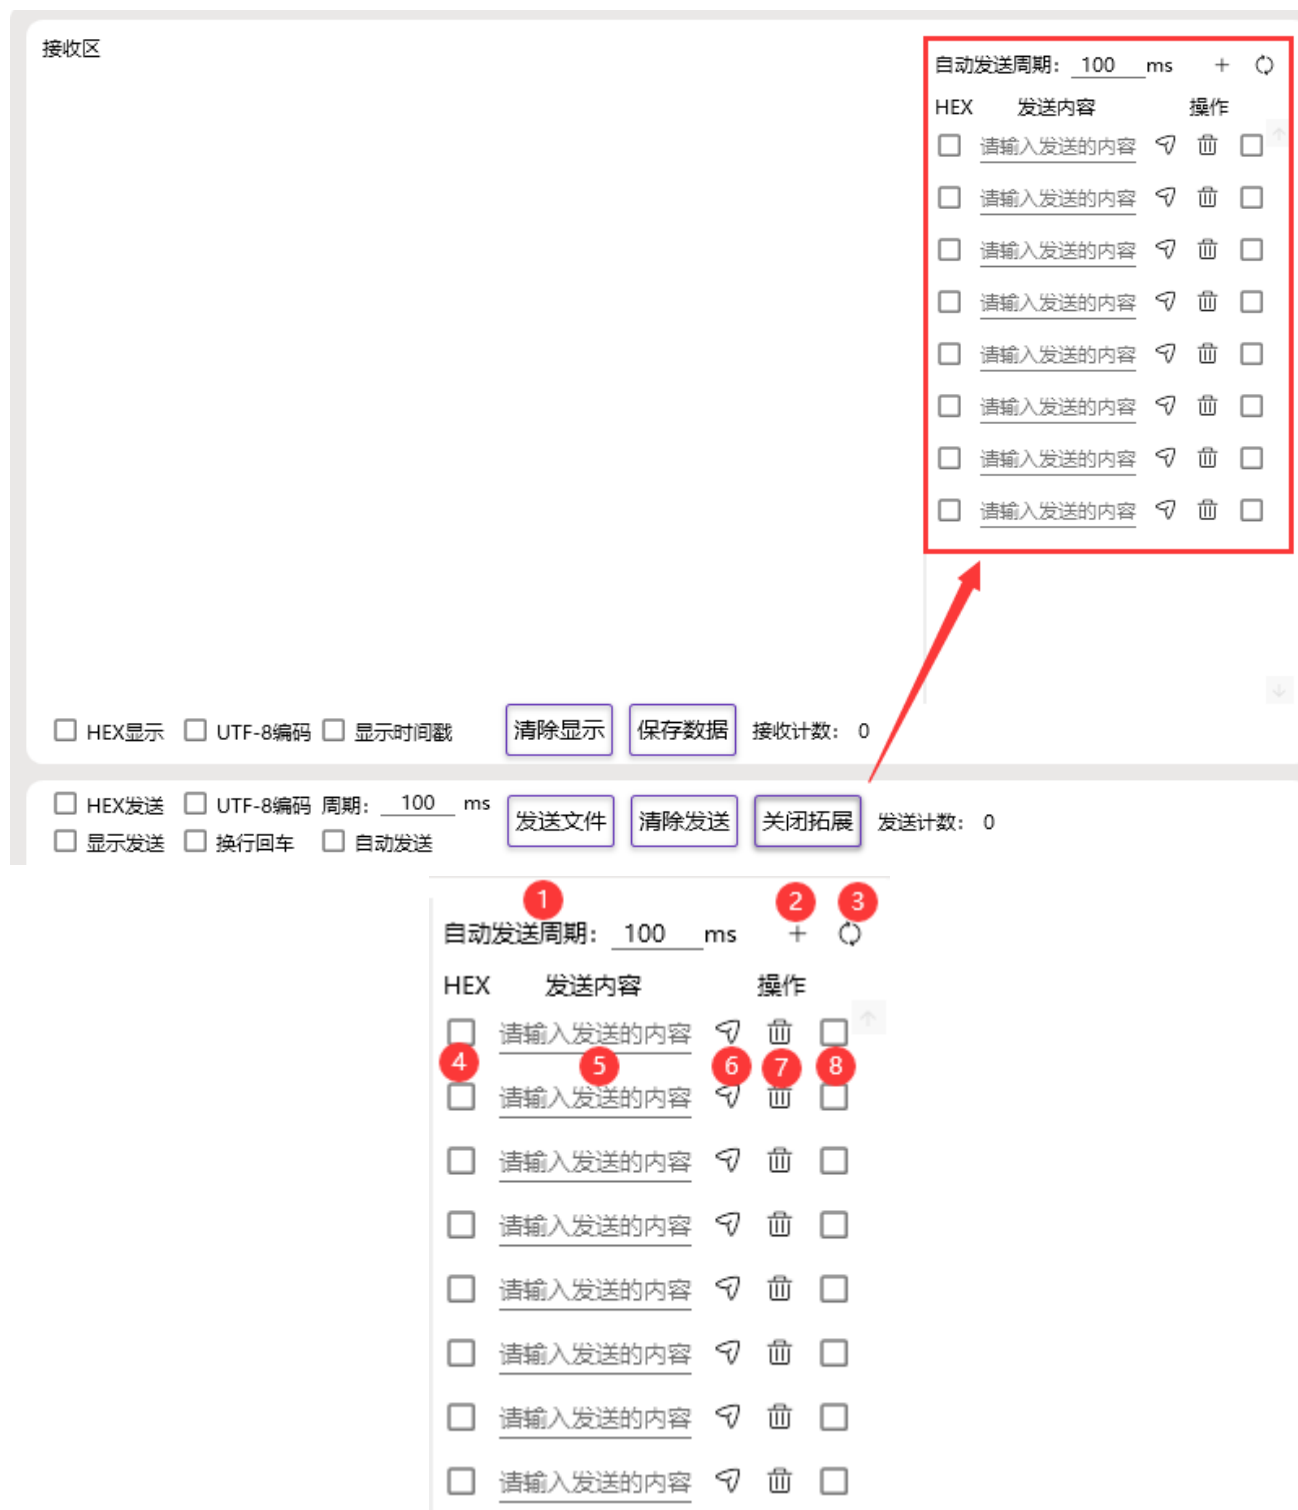 接收区
自动发送周期： 100 ms +
HEX 发送内容 操作
请输入发送的内容
请输入发送的内容
请输入发送的内容
请输入发送的内容
请输入发送的内容
请输入发送的内容
请输入发送的内容
请输入发送的内容
HEX显示 UTF-8编码 显示时间戳 清除显示 保存数据 接收计数： 0
HEX发送 UTF-8编码 周期： 100 ms 发送文件 清除发送 关闭拓展 发送计数： 0
显示发送 换行回车 自动发送
1 2 3
自动发送周期： 100 ms +
HEX 发送内容 操作
请输入发送的内容
4 5 6 7 8
请输入发送的内容
请输入发送的内容
请输入发送的内容
请输入发送的内容
请输入发送的内容
请输入发送的内容
请输入发送的内容